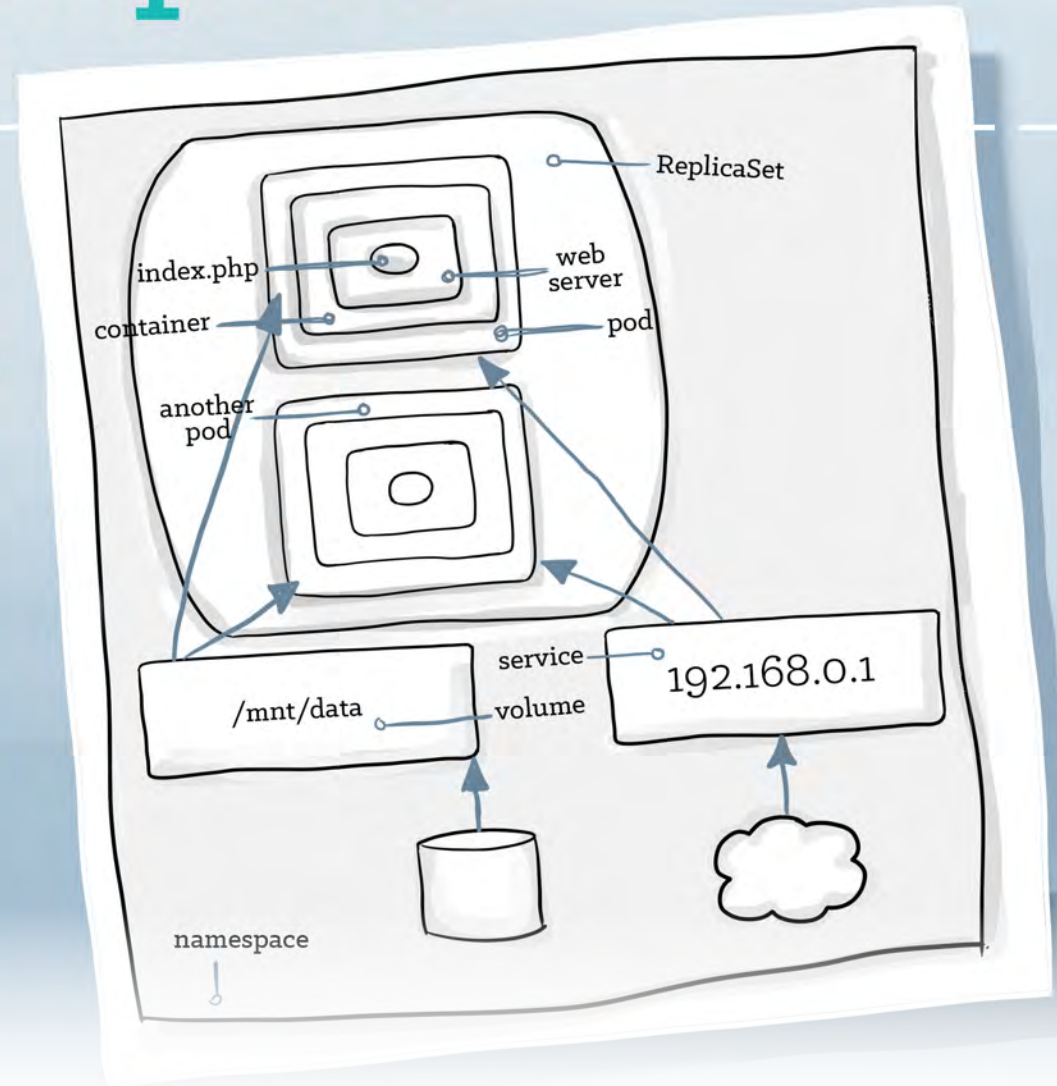 ReplicaSet
index.php
web
server
container
pod
another
pod
service
192.168.0.1
/mnt/data
volume
namespace